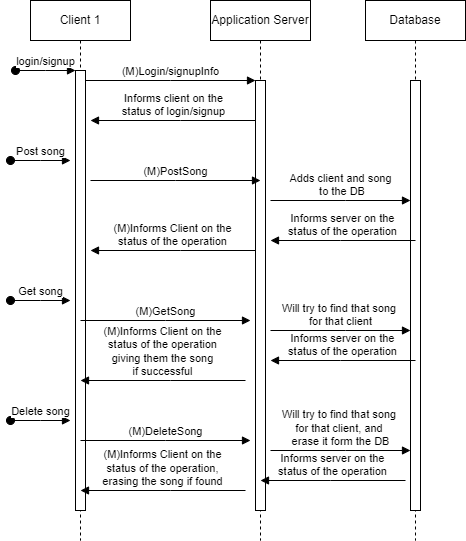 Client 1
Application Server
Database
login/signup
(M)Login/signupInfo
Informs client on the
status of login/signup
Post song
(M)PostSong
Adds client and song
to the DB
Informs server on the
status of the operation
(M)Informs Client on the
status of the operation
Get song
(M)GetSong
Will try to find that song
for that client
(M)Informs Client on the
status of the operation
giving them the song
if successful
Informs server on the
status of the operation
Delete song
(M)DeleteSong
Will try to find that song
for that client, and
erase it form the DB
(M)Informs Client on the
status of the operation,
erasing the song if found
Informs server on the
status of the operation